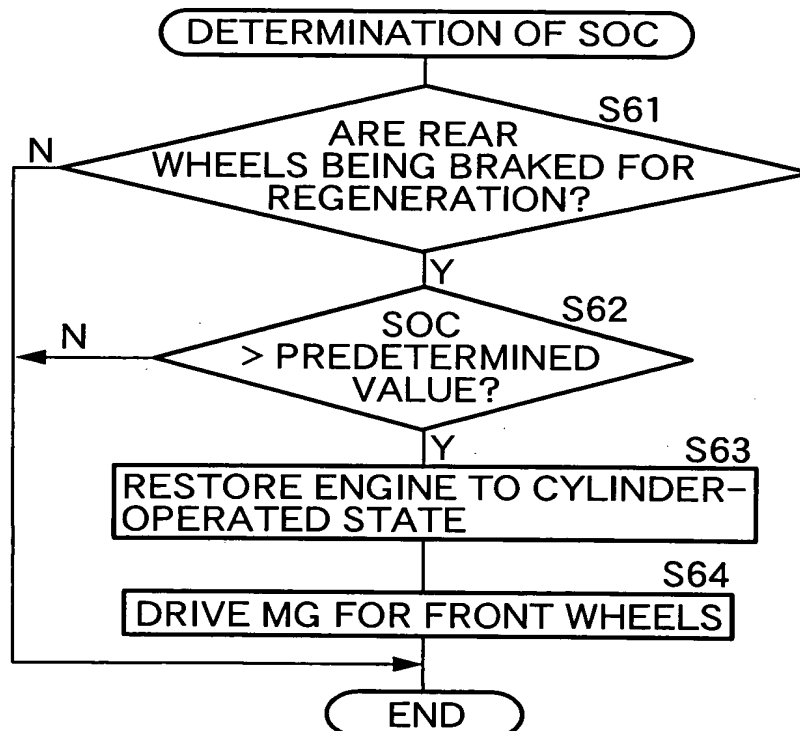 DETERMINATION OF SOC
S61
ARE REAR
WHEELS BEING BRAKED FOR
REGENERATION?
N
Y
S62
SOC
> PREDETERMINED
VALUE?
N
Y
S63
RESTORE ENGINE TO CYLINDER-
OPERATED STATE
S64
DRIVE MG FOR FRONT WHEELS
END